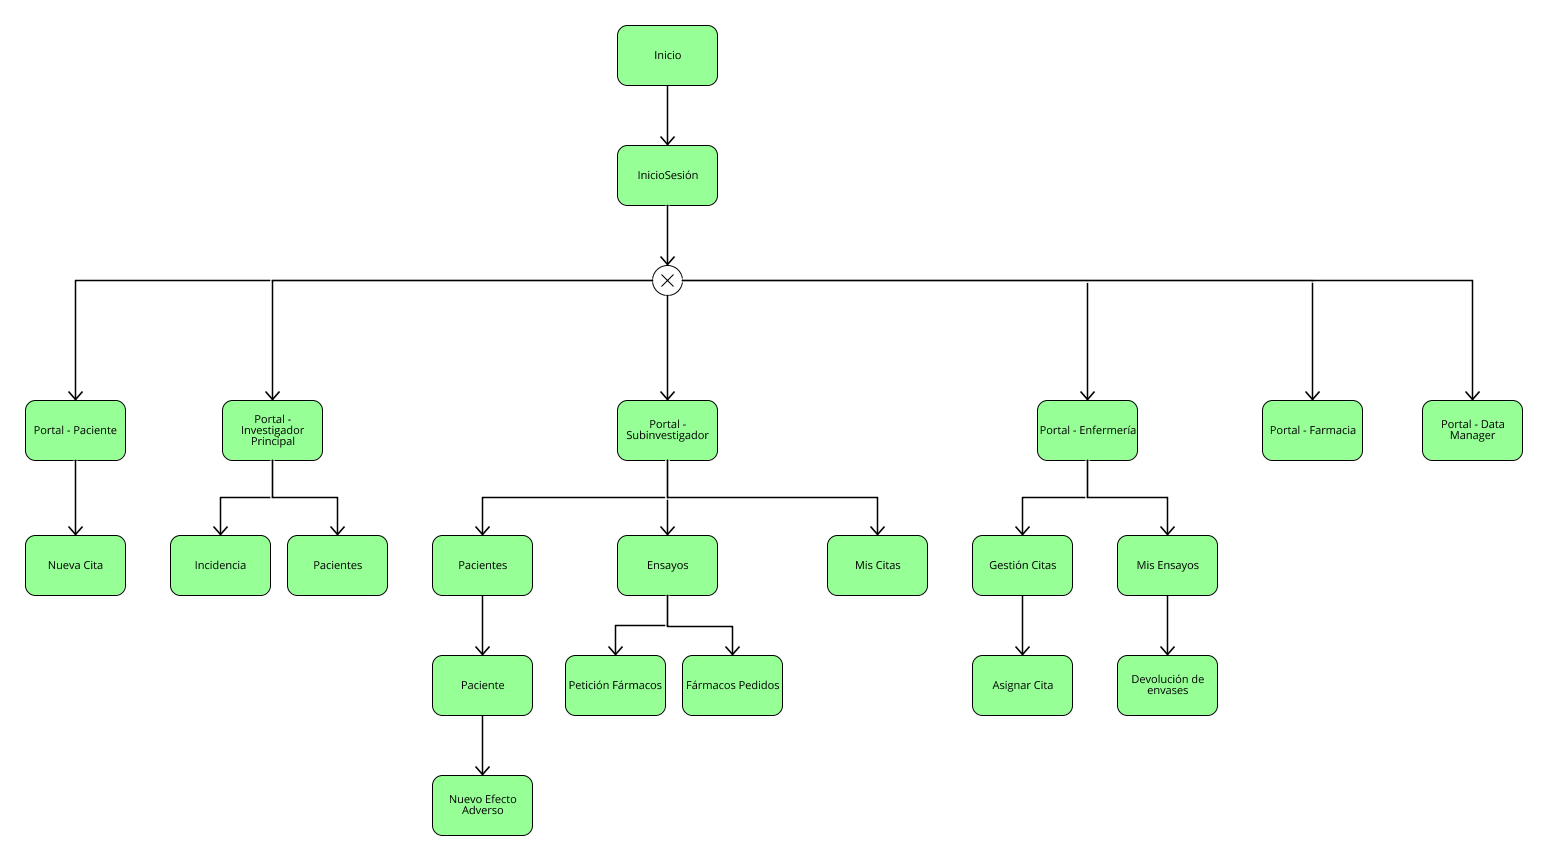 Inicio
InicioSesión
Portal - Paciente
Portal -
Investigador
Principal
Portal -
Subinvestigador
Portal - Enfermería
Portal - Farmacia
Portal - Data
Manager
Nueva Cita
Incidencia
Pacientes
Pacientes
Ensayos
Mis Citas
Gestión Citas
Mis Ensayos
Paciente
Petición Fármacos
Fármacos Pedidos
Asignar Cita
Devolución de
envases
Nuevo Efecto
Adverso